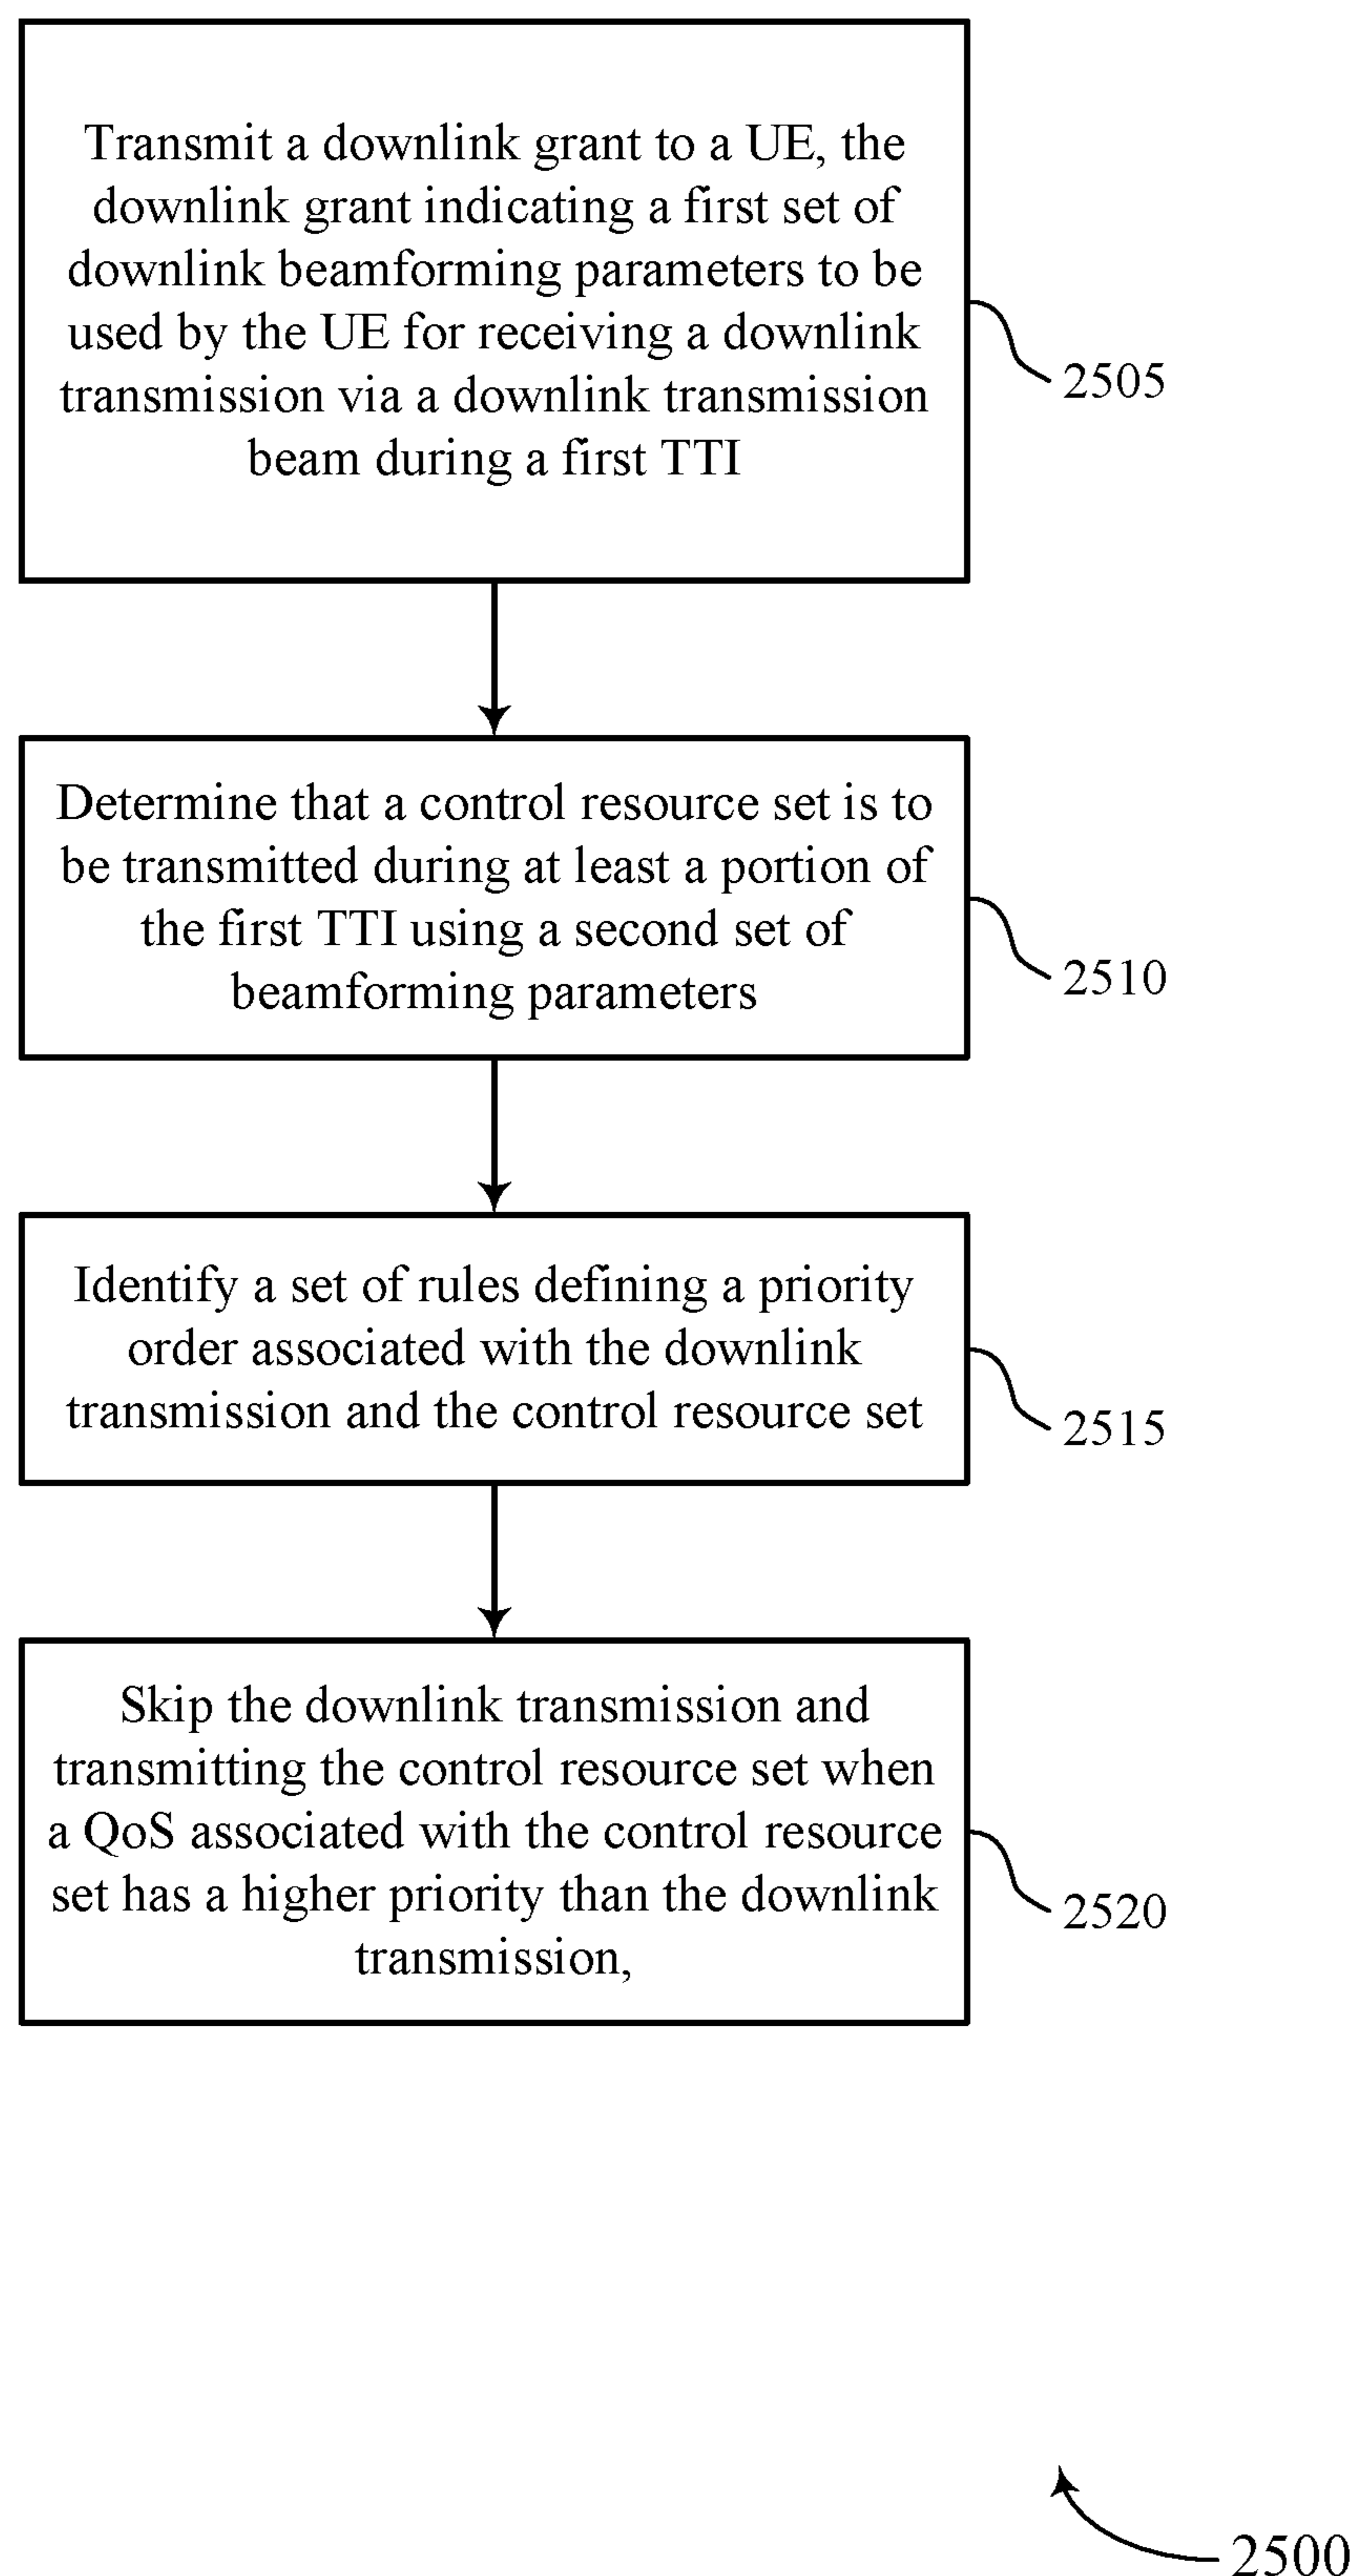 Transmit a downlink grant to a UE, the
downlink grant indicating a first set of
downlink beamforming parameters to be
used by the UE for receiving a downlink
transmission via a downlink transmission
beam during a first TTI
2505
Determine that a control resource set is to
be transmitted during at least a portion of
the first TTI using a second set of
beamforming parameters
2510
Identify a set of rules defining a priority
order associated with the downlink
transmission and the control resource set
2515
Skip the downlink transmission and
transmitting the control resource set when
a QoS associated with the control resource
set has a higher priority than the downlink
transmission,
2520
2500